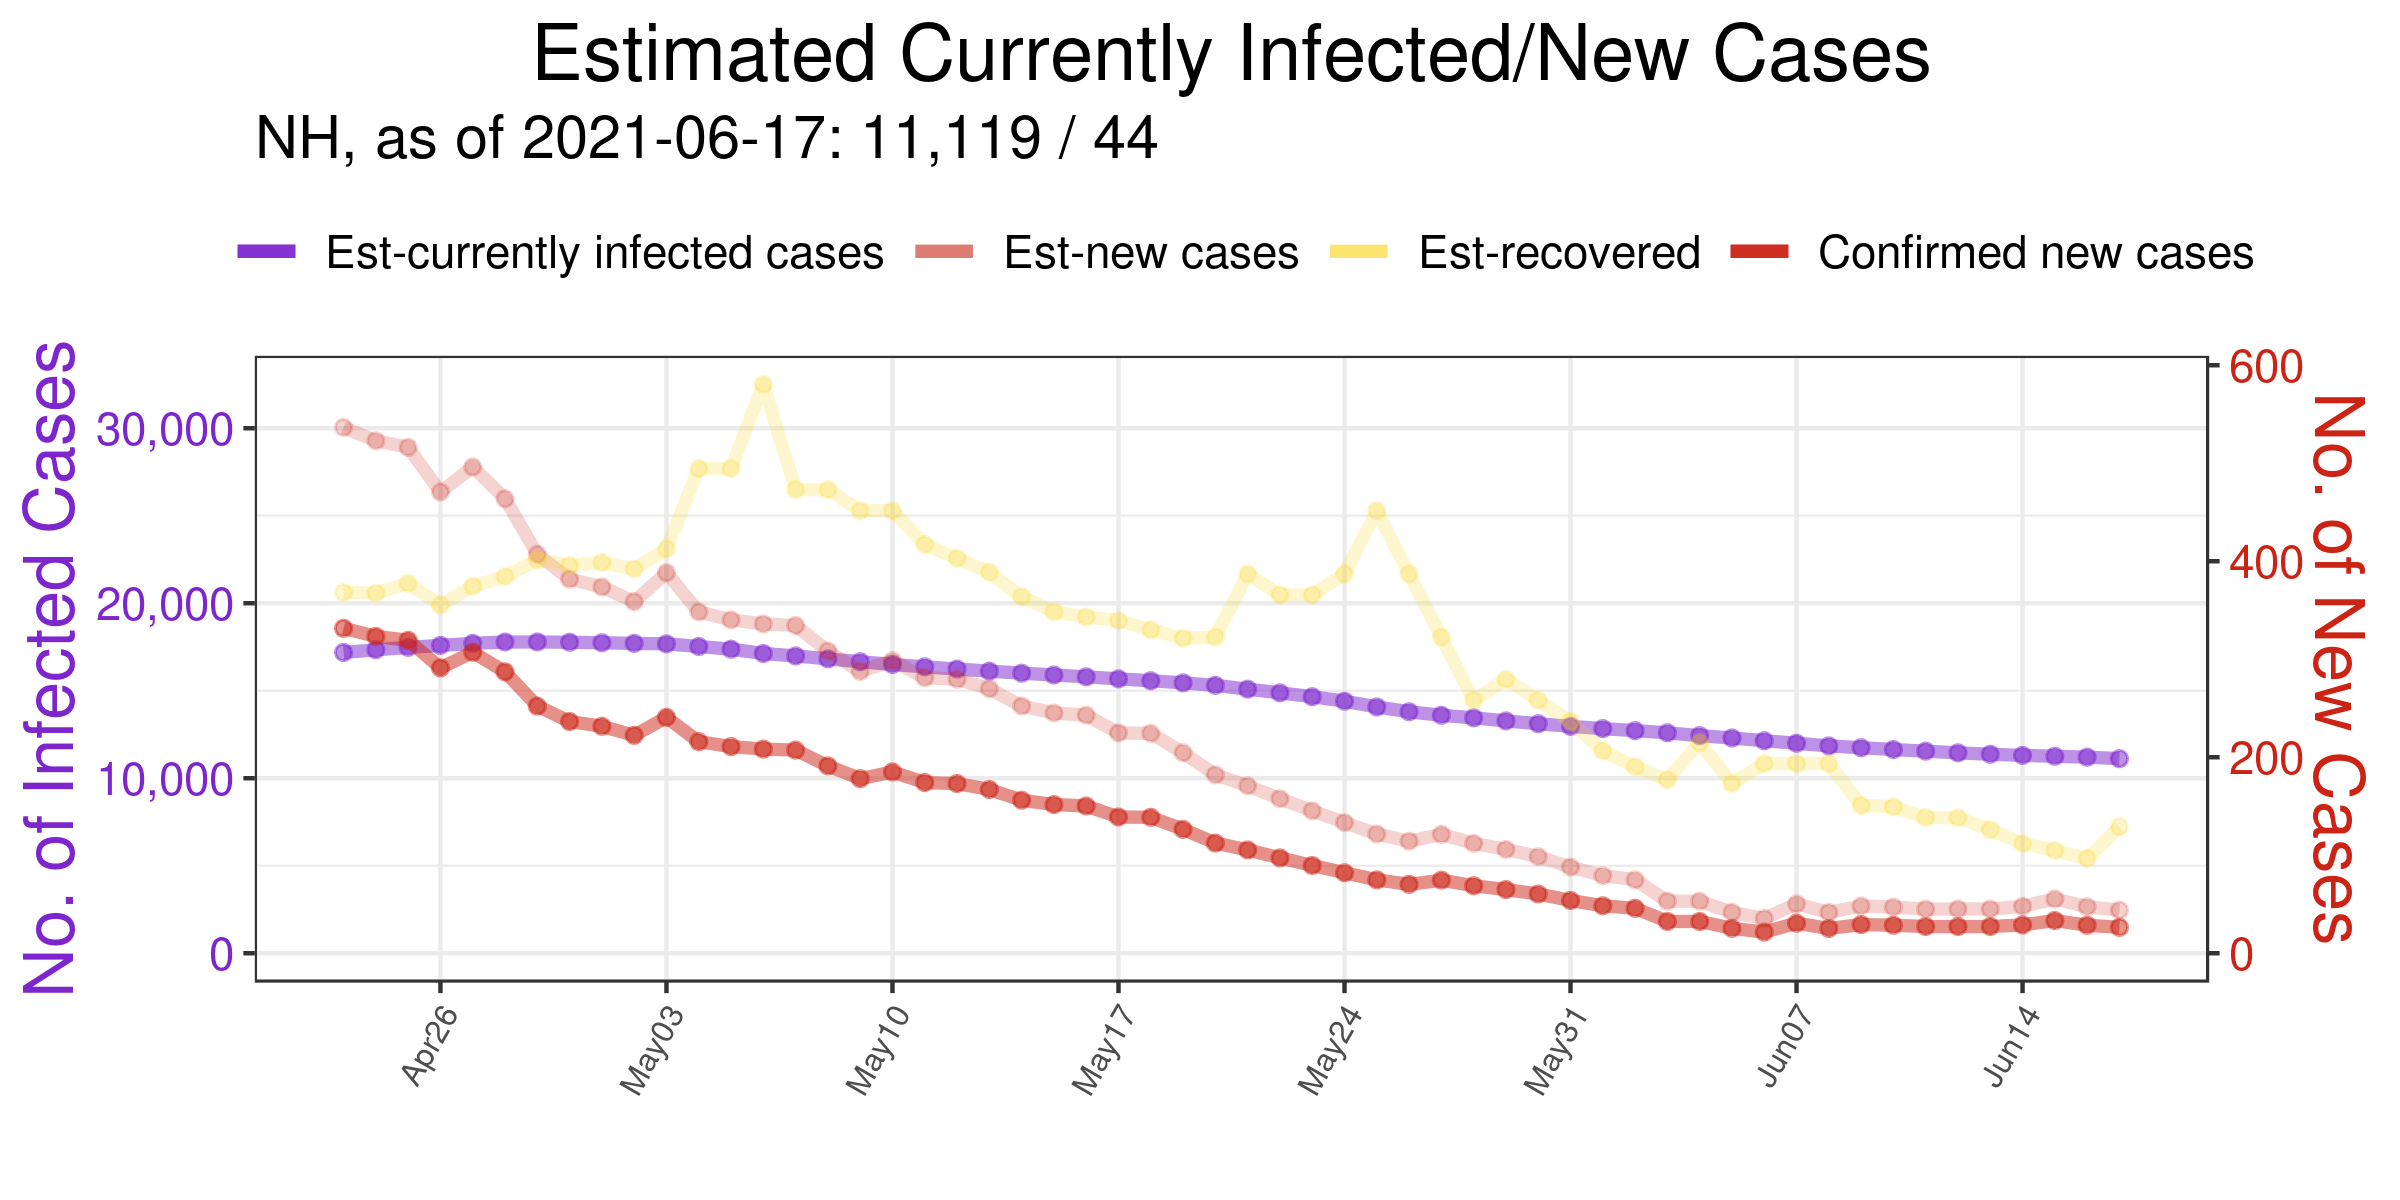 Estimated Currently Infected/New Cases
NH, as of 2021-06-17: 11,119 / 44
Est-currently infected cases Est-new cases Est-recovered Confirmed new cases
No. of Infected Cases
30,000
20,000
10,000
0
600
400
200
0
No. of New Cases
Apr26 May03 May10 May17 May24 May31 Jun07 Jun14